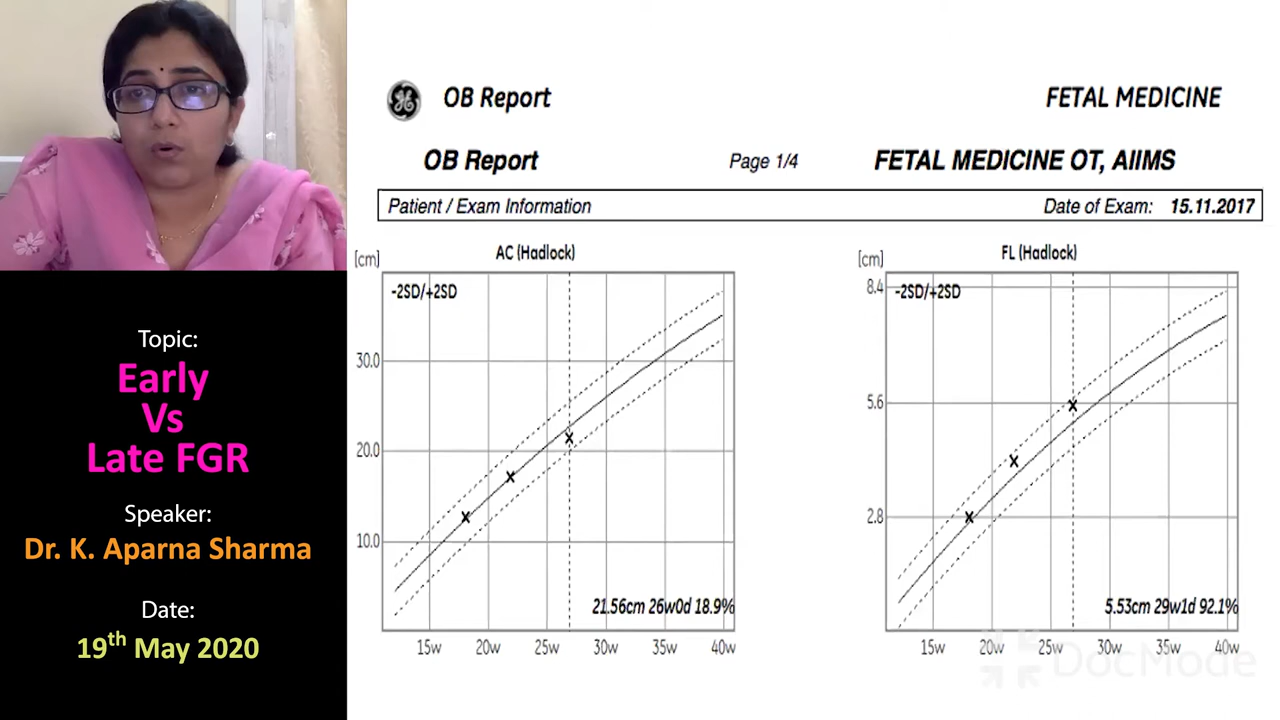 Topic:
Early
Vs
Late FGR
Speaker:
Dr. K. Aparna Sharma
Date:
19th May 2020
OB Report FETAL MEDICINE
OB Report Page 1/4 FETAL MEDICINE OT, AIIMS
Patient / Exam Information Date of Exam: 15.11.2017
AC (Hadlock)
[cm]
-2SD/+2SD
30.0
20.0
10.0
21.56cm 26w0d 18.9%
15w 20w 25w 30w 35w 40w
FL (Hadlock)
[cm]
8.4
-2SD/+2SD
5.6
2.8
5.53cm 29w1d 92.1%
15w 20w 25w 30w 35w 40w
DocMode